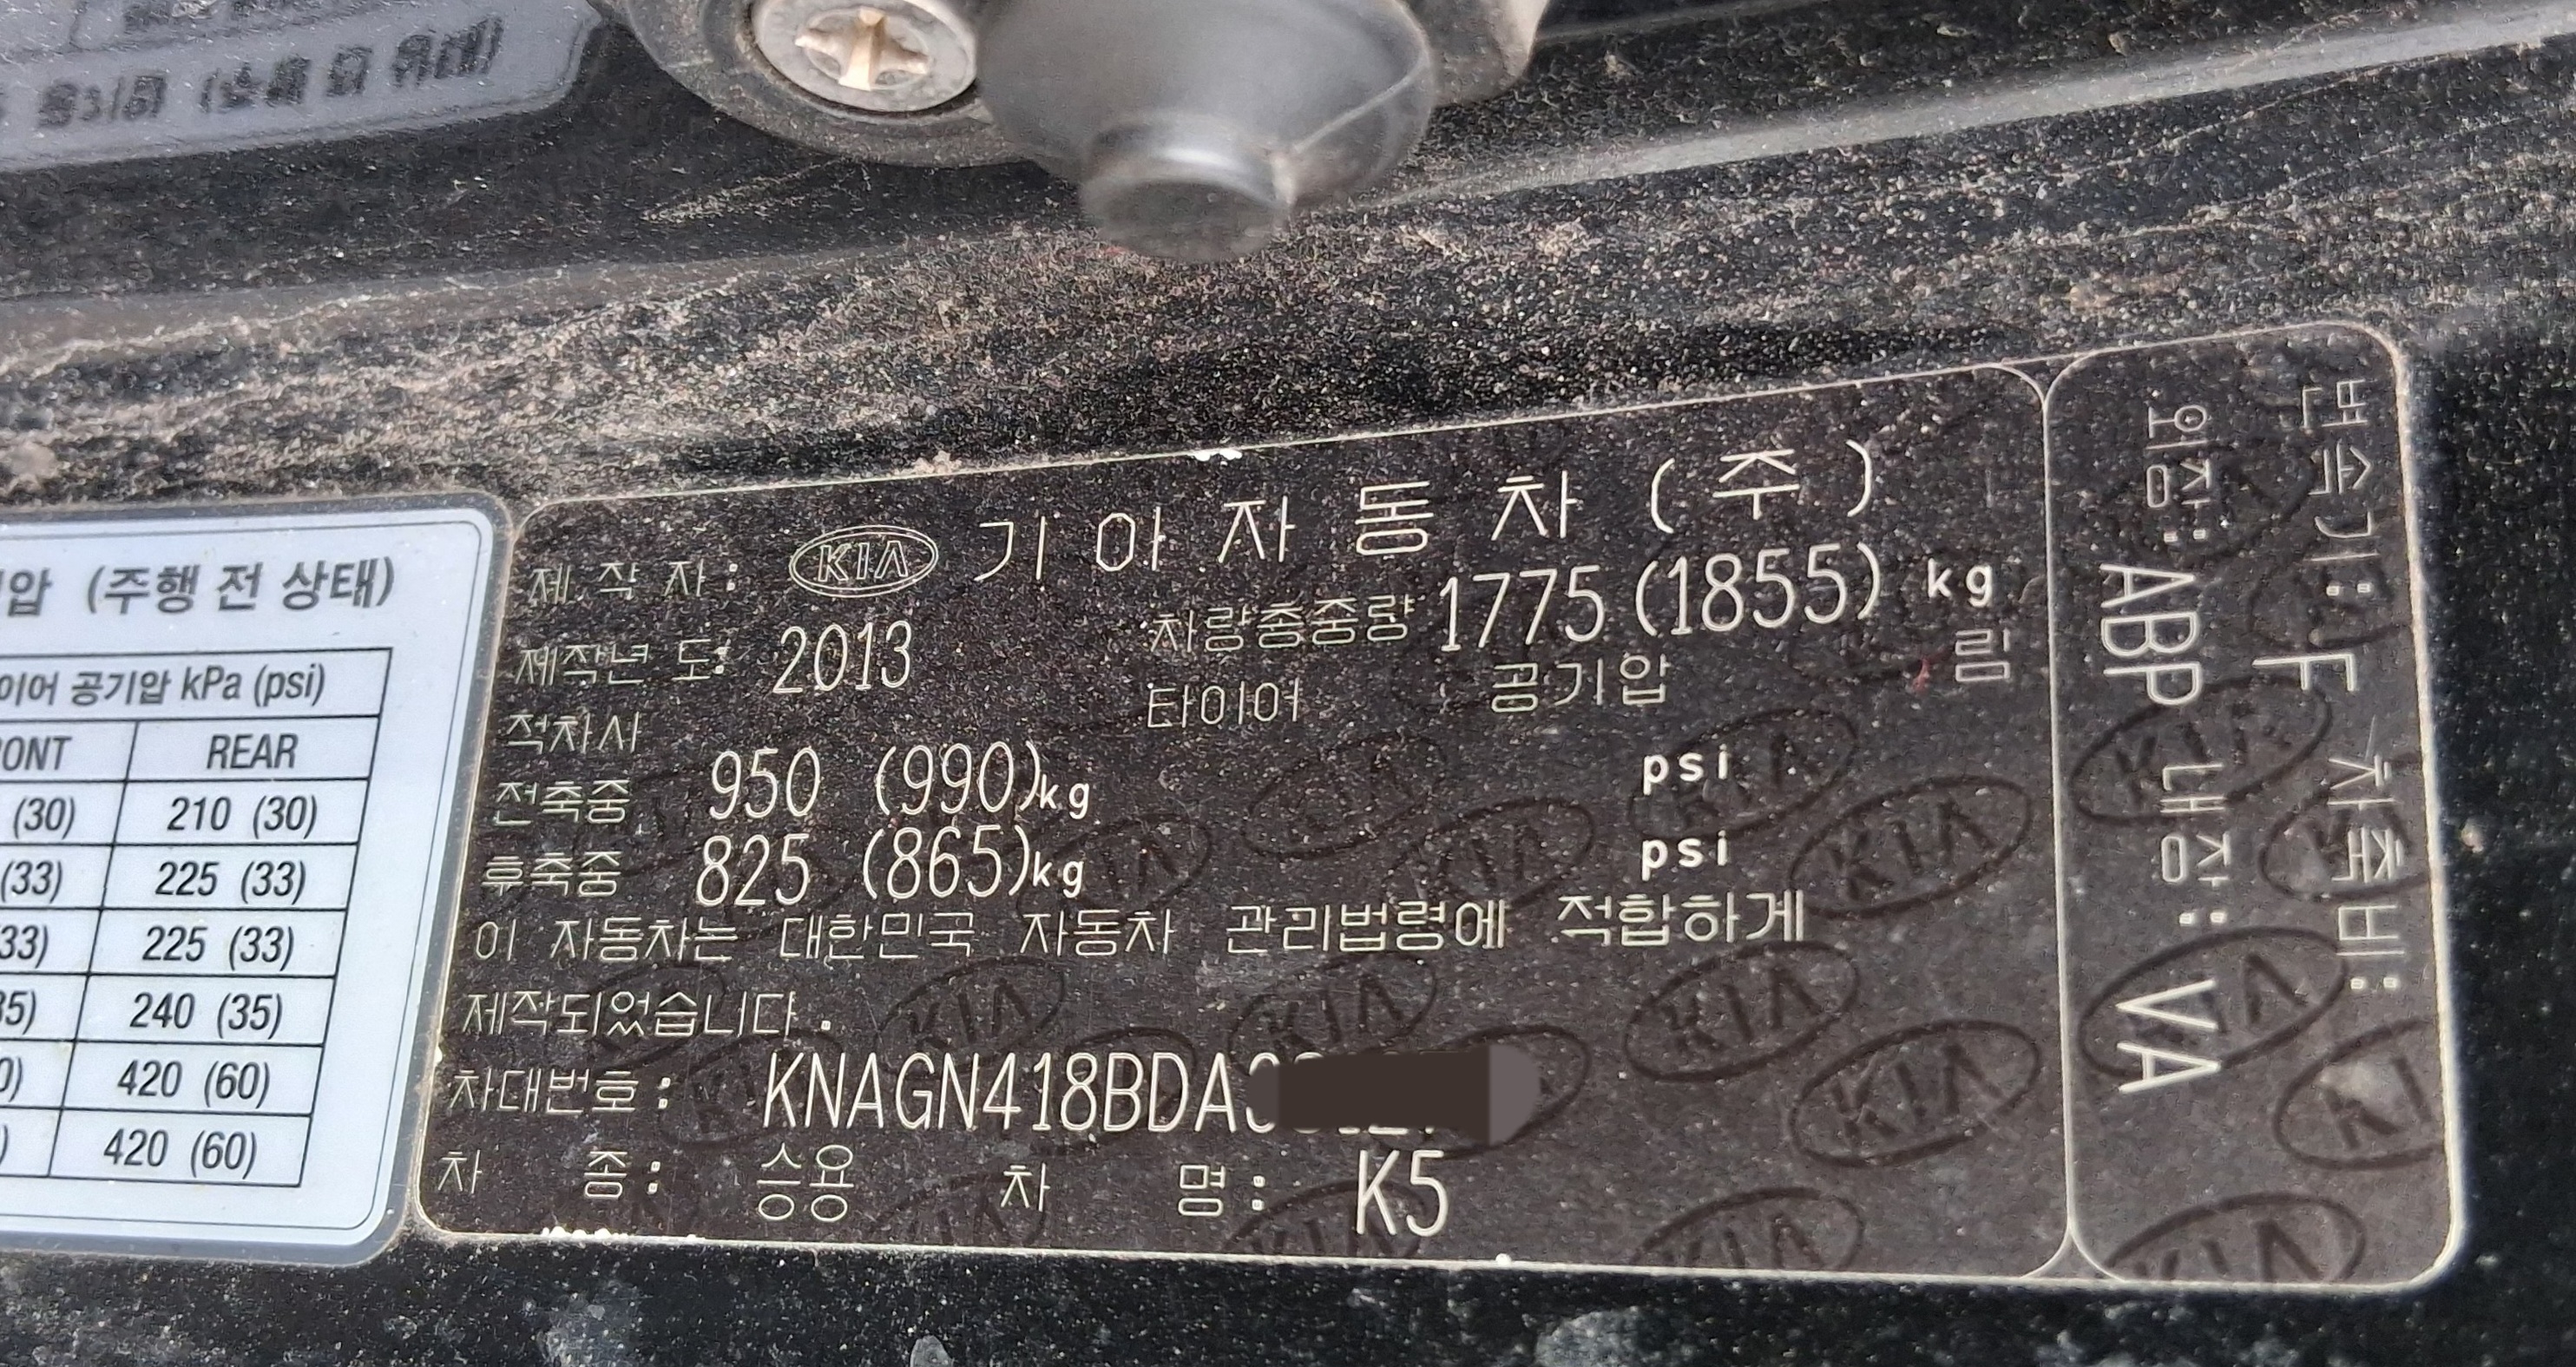 압 (주행 전 상태)
이어 공기압 kPa (psi)
ONT REAR
(30) 210 (30)
(33) 225 (33)
33) 225 (33)
35) 240 (35)
0) 420 (60)
) 420 (60)
제 작 자 : KIA 기아자동차(주)
제작년 도: 2013 차량총중량 1775 (1855) kg
적차시 타이어 공기압 림
전축중 950 (990)kg psi
후축중 825 (865)kg psi
이 자동차는 대한민국 자동차 관리법령에 적합하게
제작되었습니다.
차대번호: KNAGN418BDA
차 종: 승용 차 명: K5
변속기: F 차축비:
외장: ABP 내장: VA